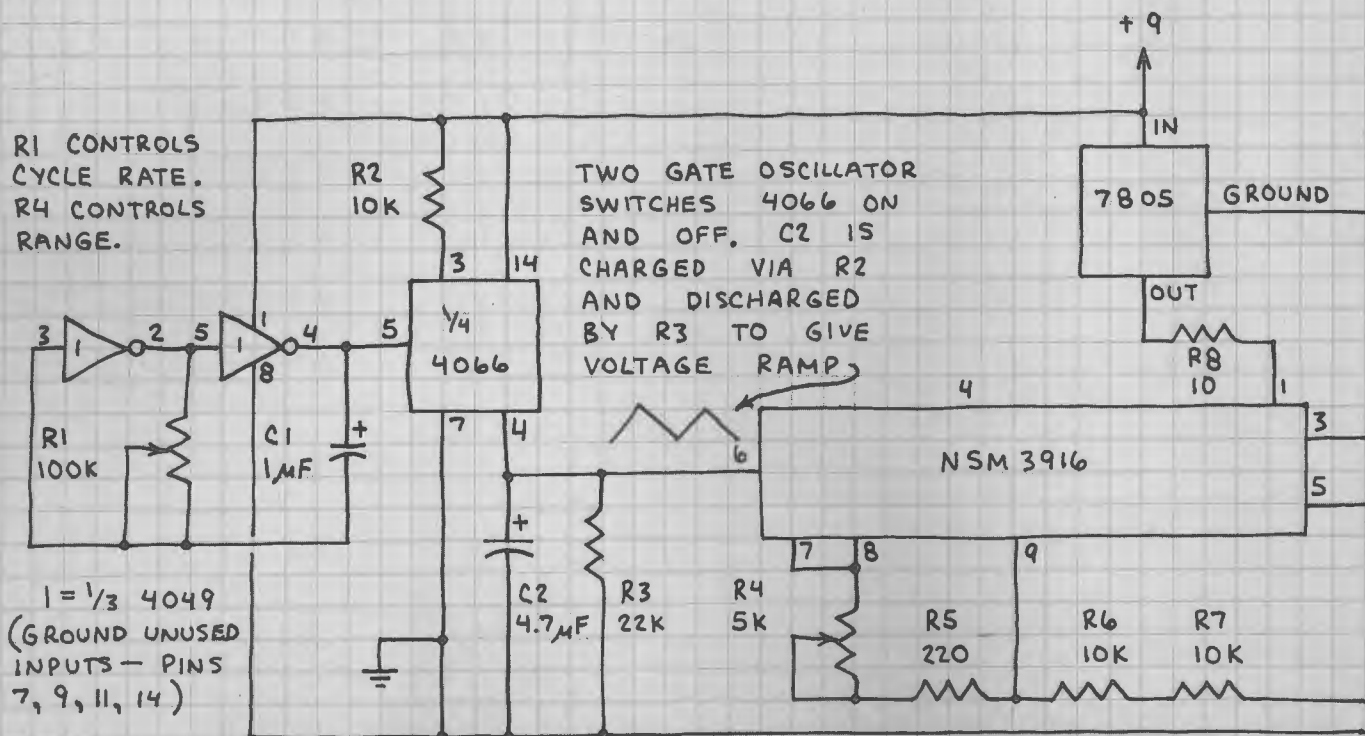 + 9
R1 CONTROLS
CYCLE RATE.
R4 CONTROLS
RANGE.
R2
10K
TWO GATE OSCILLATOR
SWITCHES 4066 ON
AND OFF. C2 IS
CHARGED VIA R2
AND DISCHARGED
BY R3 TO GIVE
VOLTAGE RAMP
IN
7805
GROUND
OUT
R8
10
1
3
1
2
5
1
1
8
4
5
3
14
1/4
4066
7
4
R1
100K
C1
+
1µF
6
4
NSM 3916
3
5
7
8
9
+
C2
4.7µF
R3
22K
R4
5K
R5
220
R6
10K
R7
10K
1 = 1/3 4049
(GROUND UNUSED
INPUTS — PINS
7, 9, 11, 14)